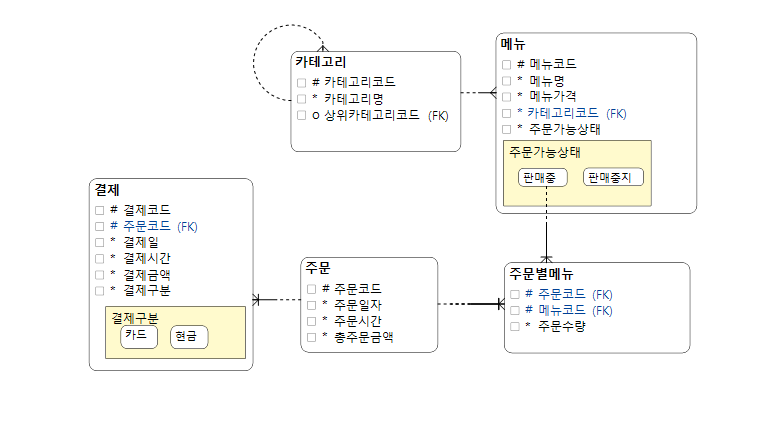 카테고리
# 카테고리코드
* 카테고리명
o 상위카테고리코드 (FK)
메뉴
# 메뉴코드
* 메뉴명
* 메뉴가격
* 카테고리코드 (FK)
* 주문가능상태
주문가능상태
판매중 판매중지
결제
# 결제코드
# 주문코드 (FK)
* 결제일
* 결제시간
* 결제금액
* 결제구분
결제구분
카드 현금
주문
# 주문코드
* 주문일자
* 주문시간
* 총주문금액
주문별메뉴
# 주문코드 (FK)
# 메뉴코드 (FK)
* 주문수량